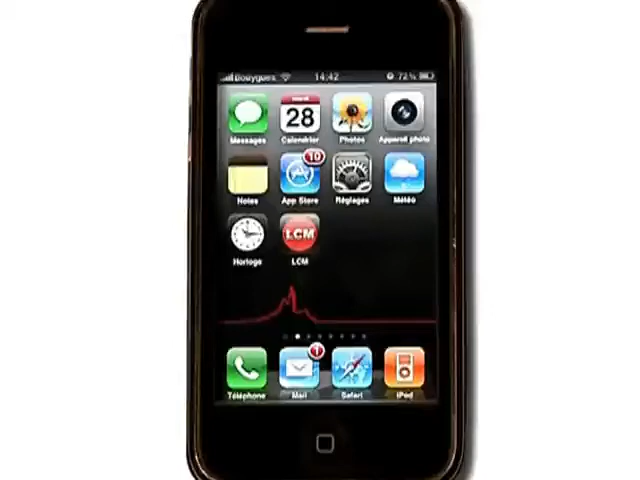 Bouygues 14:42 72%
28
Messages Calendrier Photos Appareil photo
10
Notes App Store Réglages Météo
LCM
Horloge LCM
1
Téléphone Mail Safari iPod